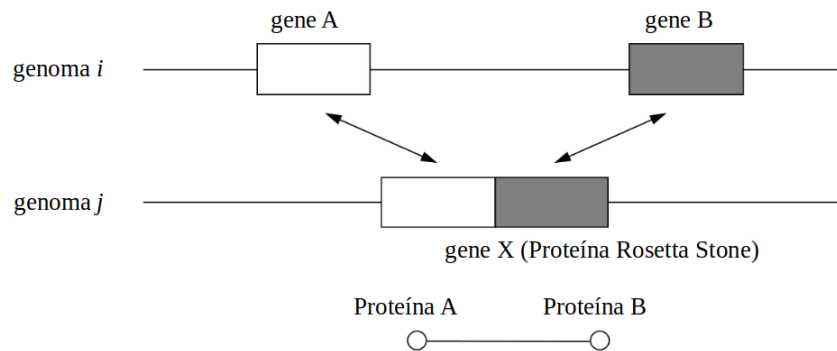 gene A
gene B
genoma i
genoma j
gene X (Proteína Rosetta Stone)
Proteína A
Proteína B